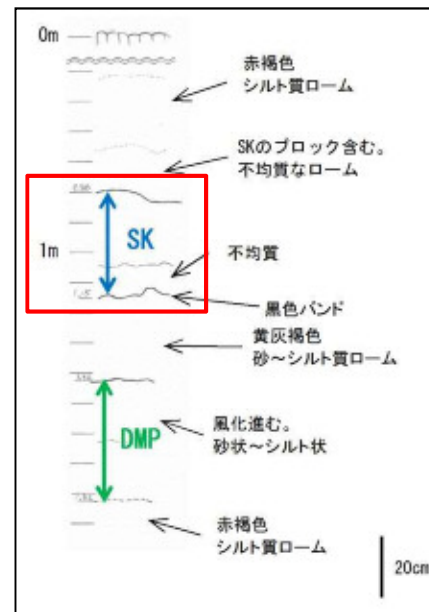 0m
赤褐色
シルト質ローム
SKのブロック含む。
不均質なローム
SK
1m
不均質
黒色バンド
黄灰褐色
砂～シルト質ローム
風化進む。
砂状～シルト状
DMP
赤褐色
シルト質ローム
20cm